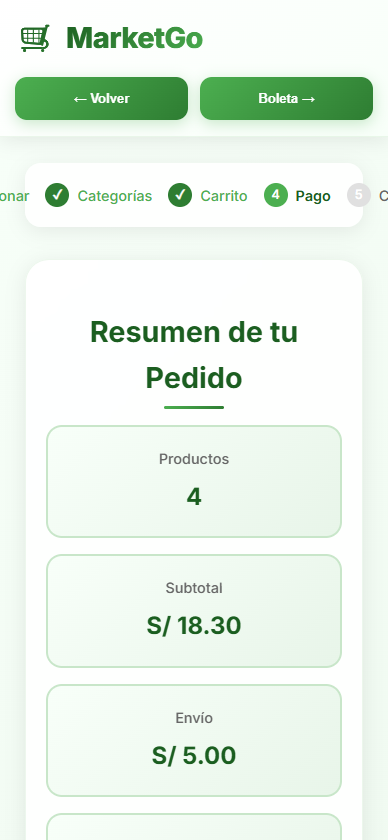 MarketGo
← Volver
Boleta →
onar ✓ Categorías ✓ Carrito 4 Pago 5 C
Resumen de tu
Pedido
Productos
4
Subtotal
S/ 18.30
Envío
S/ 5.00